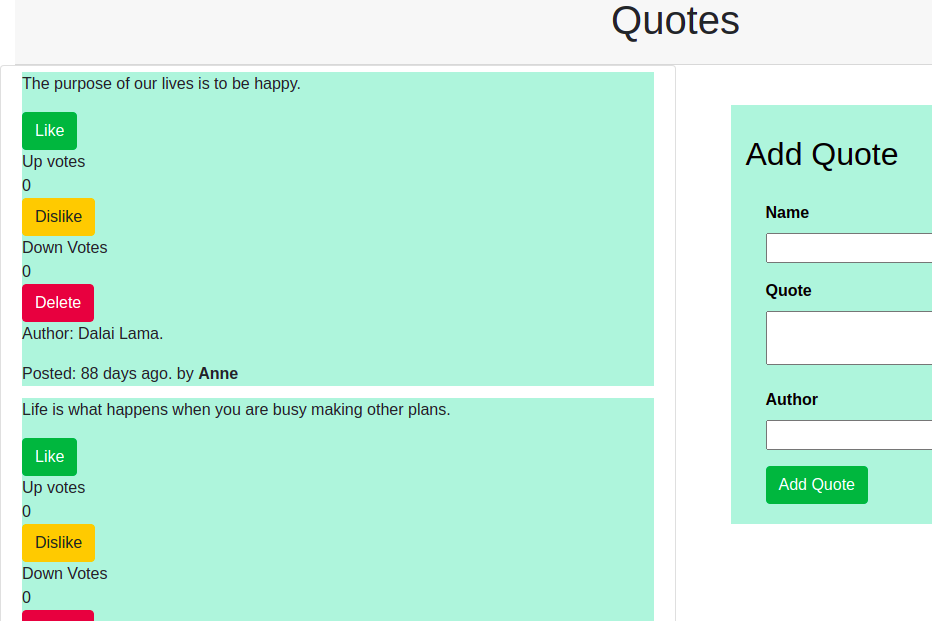 Quotes
The purpose of our lives is to be happy.
Like
Up votes
0
Dislike
Down Votes
0
Delete
Author: Dalai Lama.
Posted: 88 days ago. by Anne
Life is what happens when you are busy making other plans.
Like
Up votes
0
Dislike
Down Votes
0
Add Quote
Name
Quote
Author
Add Quote